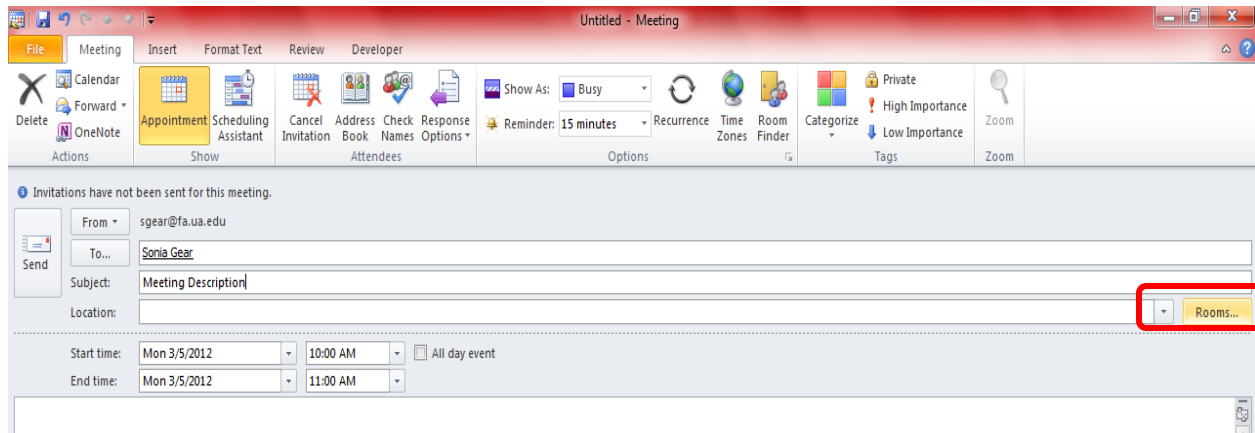 Untitled - Meeting
File Meeting Insert Format Text Review Developer
Delete Calendar Forward OneNote
Actions
Appointment Scheduling Assistant
Show
Cancel Invitation Address Book Check Names Response Options
Attendees
Show As: Busy
Reminder: 15 minutes
Recurrence Time Zones Room Finder
Options
Categorize Private High Importance Low Importance
Tags
Zoom
Zoom
Invitations have not been sent for this meeting.
Send
From sgear@fa.ua.edu
To... Sonia Gear
Subject: Meeting Description
Location: Rooms...
Start time: Mon 3/5/2012 10:00 AM All day event
End time: Mon 3/5/2012 11:00 AM